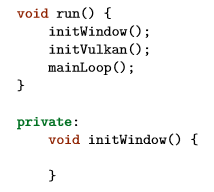 void run() {
    initWindow();
    initVulkan();
    mainLoop();
}

private:
    void initWindow() {

    }